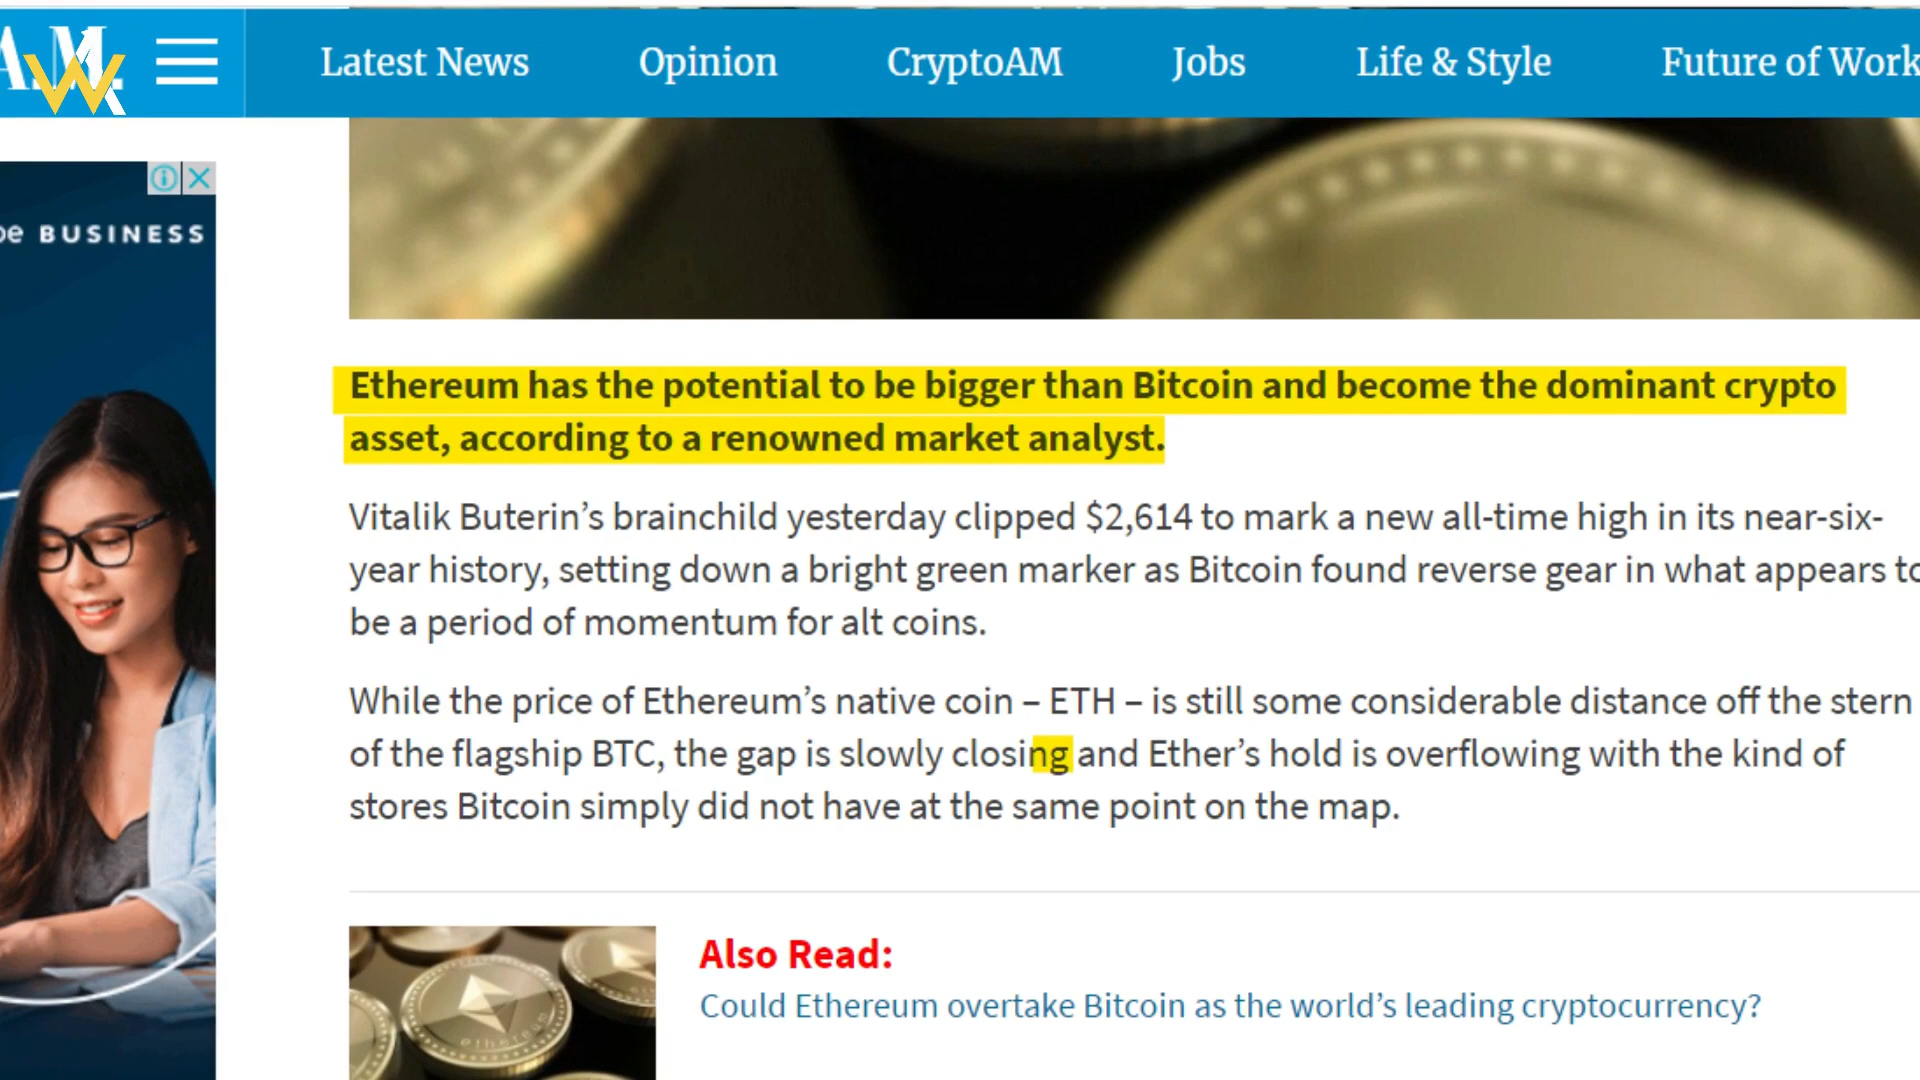 A.M.
Latest News Opinion CryptoAM Jobs Life & Style Future of Work
BUSINESS
Ethereum has the potential to be bigger than Bitcoin and become the dominant crypto
asset, according to a renowned market analyst.
Vitalik Buterin’s brainchild yesterday clipped $2,614 to mark a new all-time high in its near-six-
year history, setting down a bright green marker as Bitcoin found reverse gear in what appears to
be a period of momentum for alt coins.
While the price of Ethereum’s native coin – ETH – is still some considerable distance off the stern
of the flagship BTC, the gap is slowly closing and Ether’s hold is overflowing with the kind of
stores Bitcoin simply did not have at the same point on the map.
Also Read:
Could Ethereum overtake Bitcoin as the world’s leading cryptocurrency?
ethereum